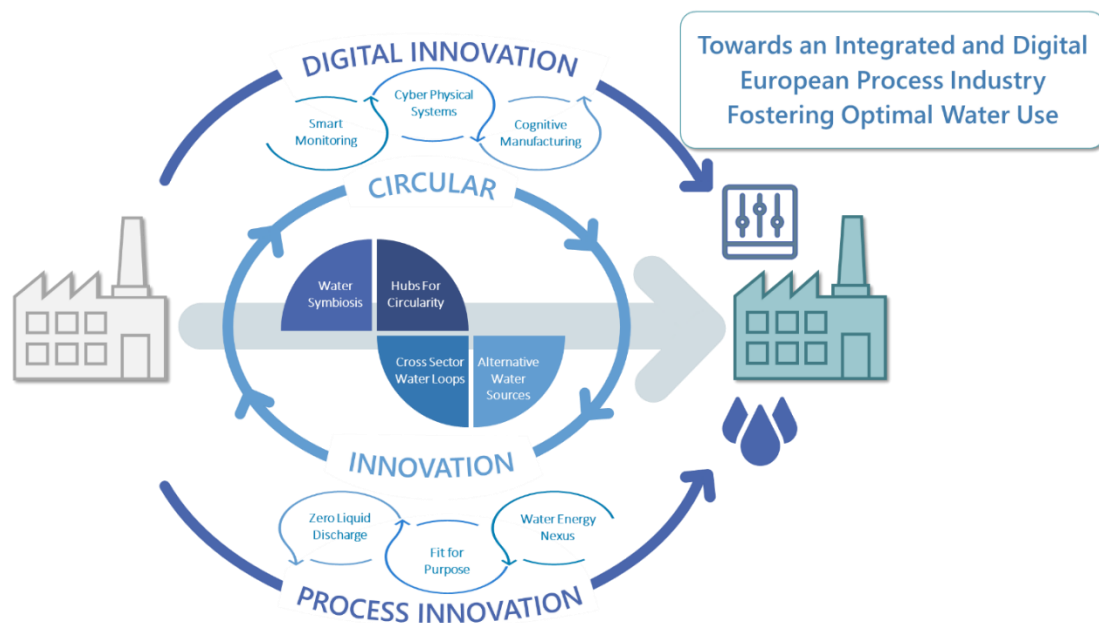 Towards an Integrated and Digital
European Process Industry
Fostering Optimal Water Use
DIGITAL INNOVATION
Smart
Monitoring
Cyber Physical
Systems
Cognitive
Manufacturing
CIRCULAR
Water
Symbiosis
Hubs For
Circularity
Cross Sector
Water Loops
Alternative
Water
Sources
INNOVATION
Zero Liquid
Discharge
Fit for
Purpose
Water Energy
Nexus
PROCESS INNOVATION